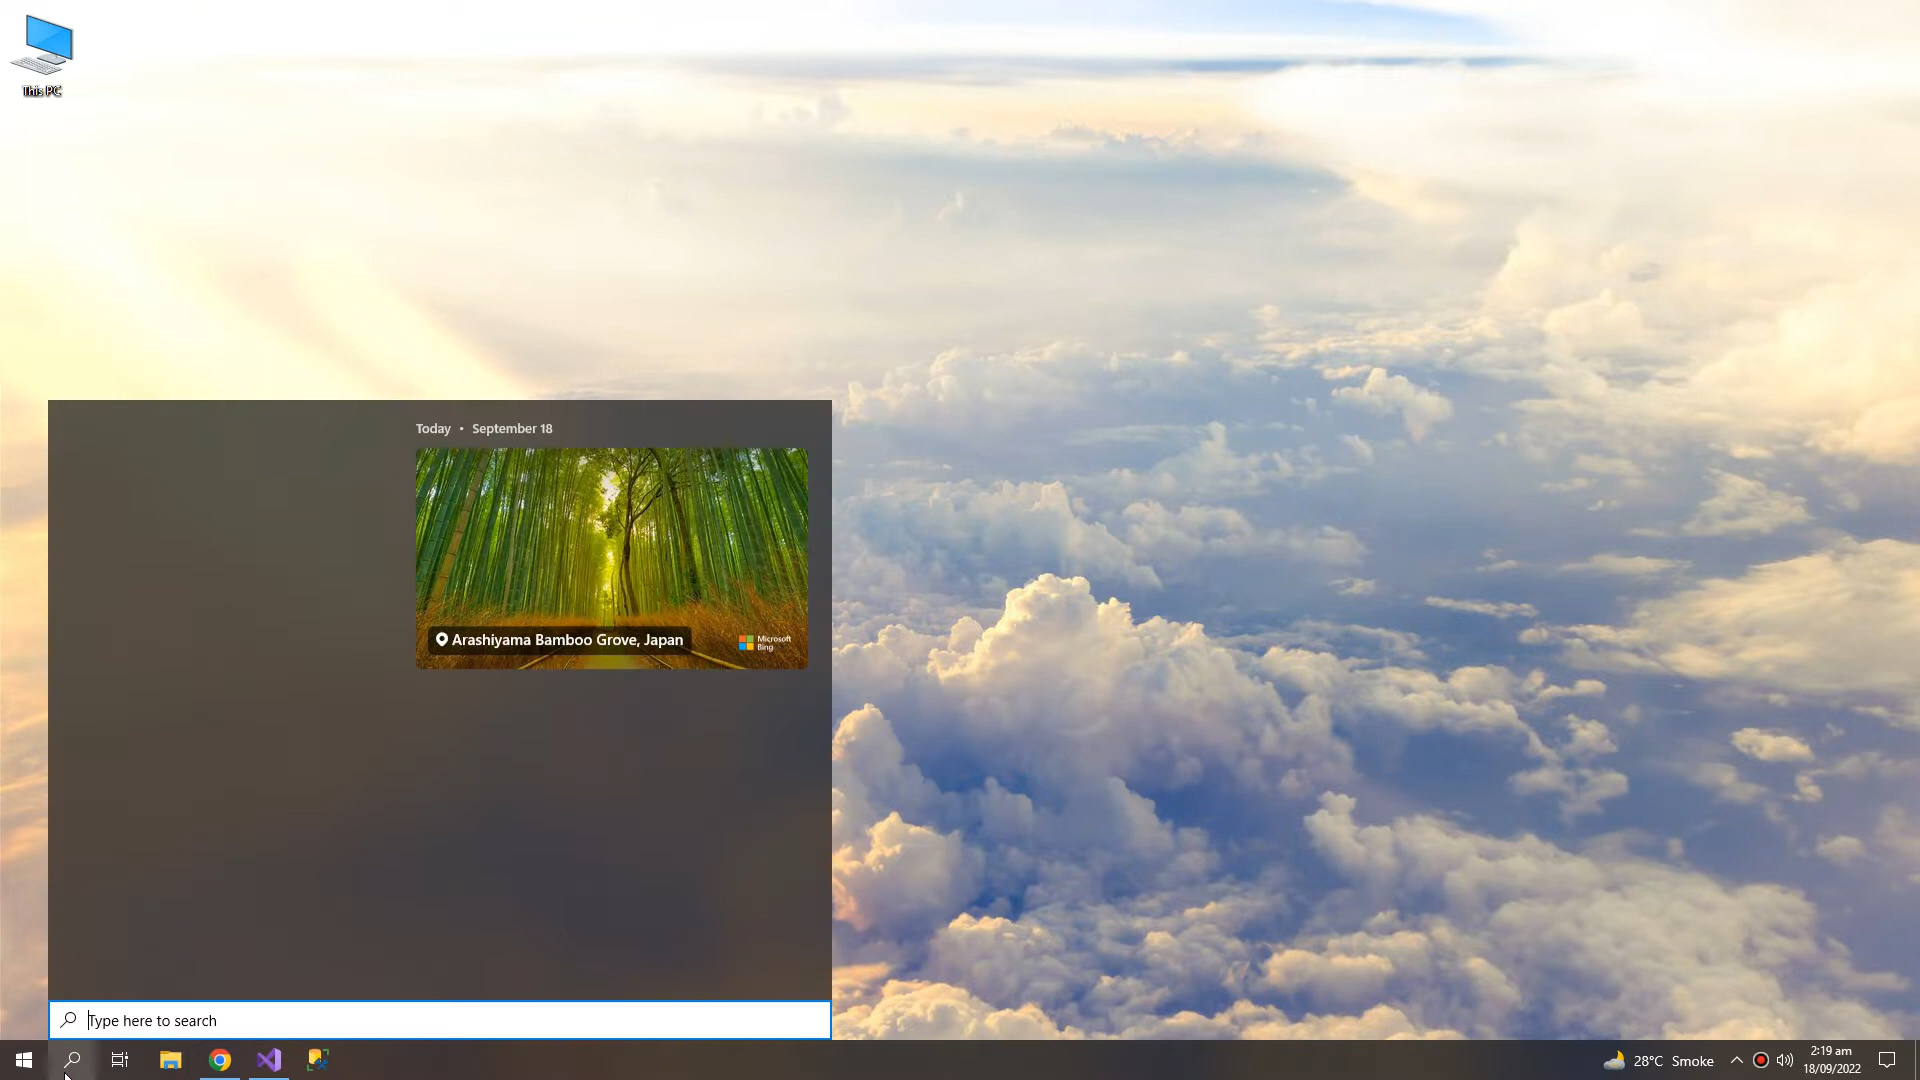 This PC
Today • September 18
Arashiyama Bamboo Grove, Japan
Microsoft
Bing
Type here to search
28°C Smoke
2:19 am
18/09/2022